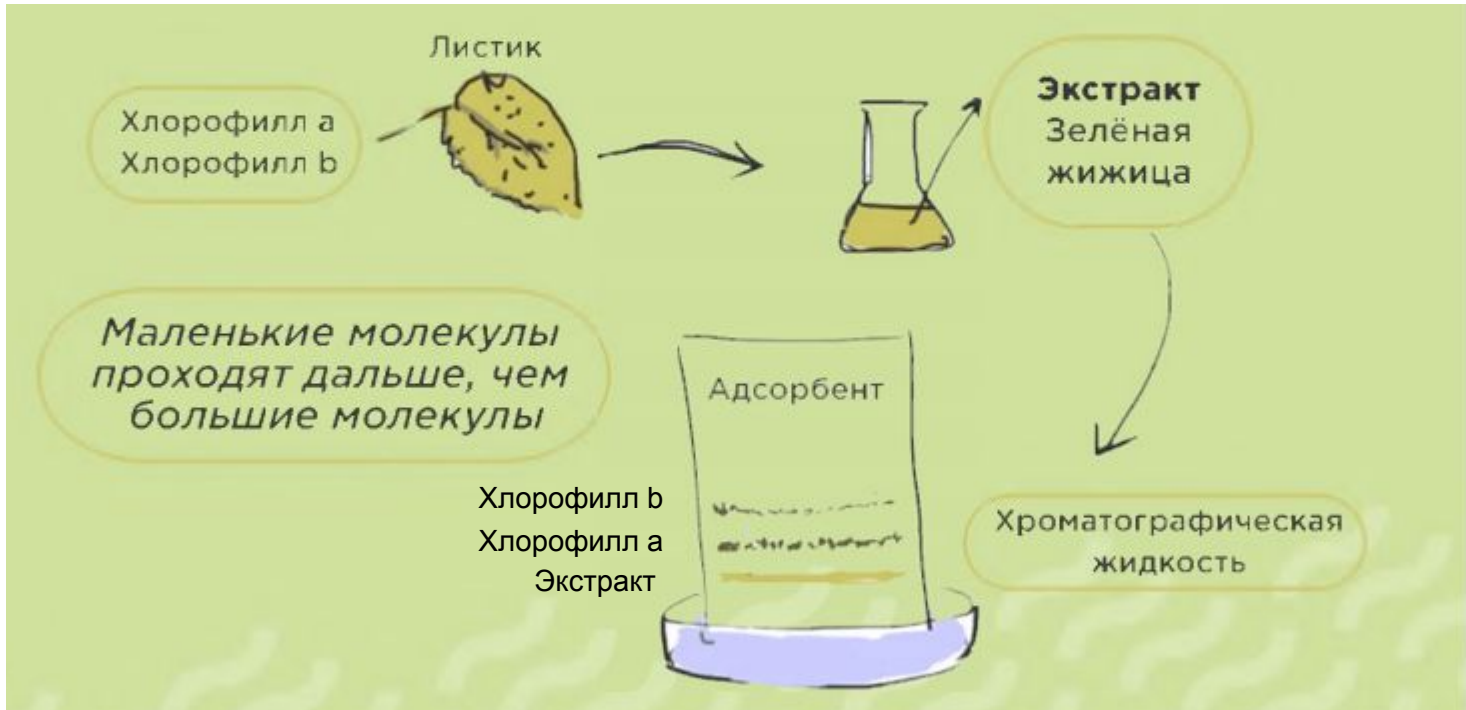 Листик
Хлорофилл а
Хлорофилл b
Экстракт
Зелёная
жижица
Маленькие молекулы
проходят дальше, чем
большие молекулы
Адсорбент
Хлорофилл b
Хлорофилл а
Экстракт
Хроматографическая
жидкость